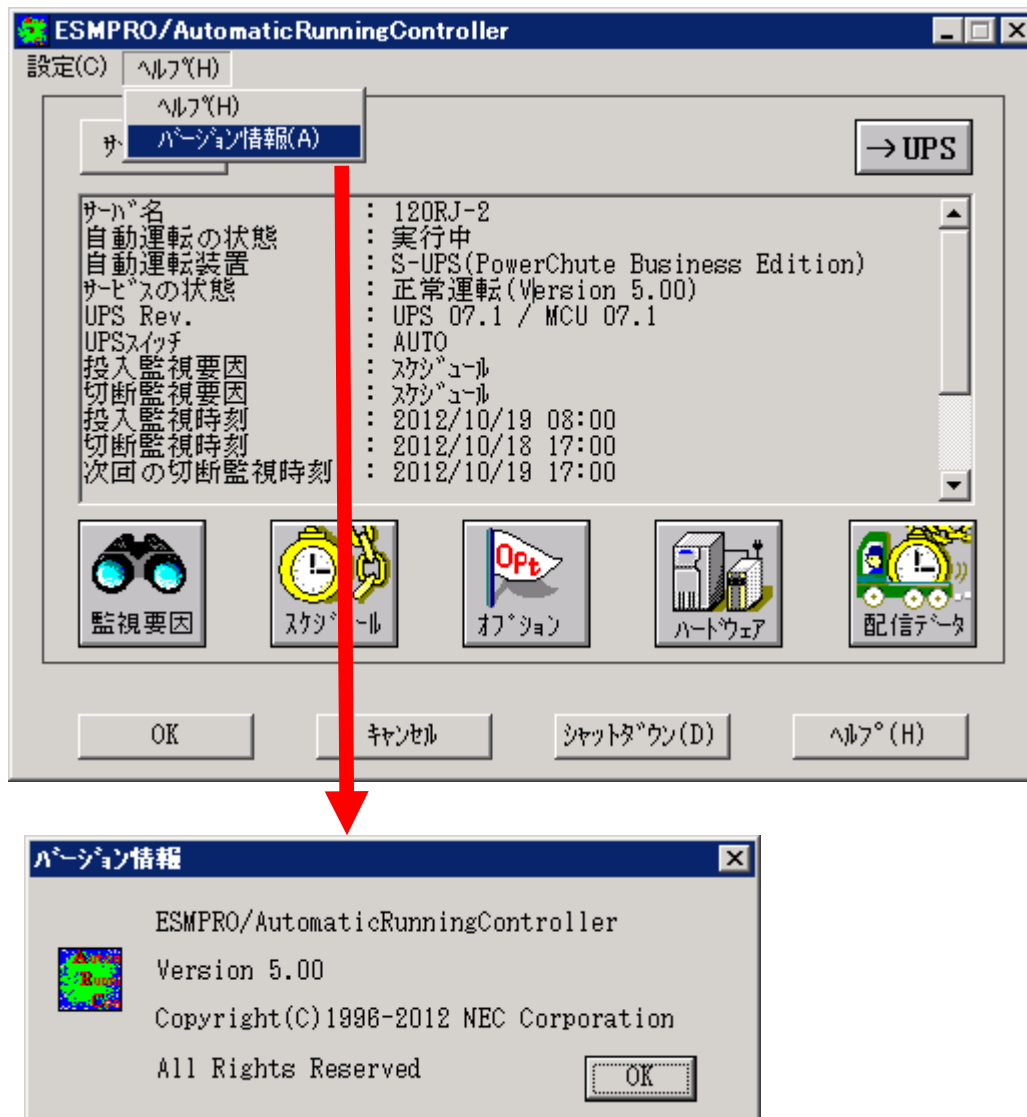 ESMPRO/AutomaticRunningController
設定(C) ﾍﾙﾌﾟ(H)
ﾍﾙﾌﾟ(H)
ﾊﾞｰｼﾞｮﾝ情報(A)
→UPS
ｻｰﾊﾞ名 : 120RJ-2
自動運転の状態 : 実行中
自動運転装置 : S-UPS(PowerChute Business Edition)
ｻｰﾋﾞｽの状態 : 正常運転(Version 5.00)
UPS Rev. : UPS 07.1 / MCU 07.1
UPSｽｲｯﾁ : AUTO
投入監視要因 : ｽｹｼﾞｭｰﾙ
切断監視要因 : ｽｹｼﾞｭｰﾙ
投入監視時刻 : 2012/10/19 08:00
切断監視時刻 : 2012/10/18 17:00
次回の切断監視時刻 : 2012/10/19 17:00
Opt
監視要因 ｽｹｼﾞｭｰﾙ ｵﾌﾟｼｮﾝ ﾊｰﾄﾞｳｪｱ 配信ﾃﾞｰﾀ
OK ｷｬﾝｾﾙ ｼｬｯﾄﾀﾞｳﾝ(D) ﾍﾙﾌﾟ(H)
ﾊﾞｰｼﾞｮﾝ情報
ESMPRO/AutomaticRunningController
Version 5.00
Copyright(C)1996-2012 NEC Corporation
All Rights Reserved
OK